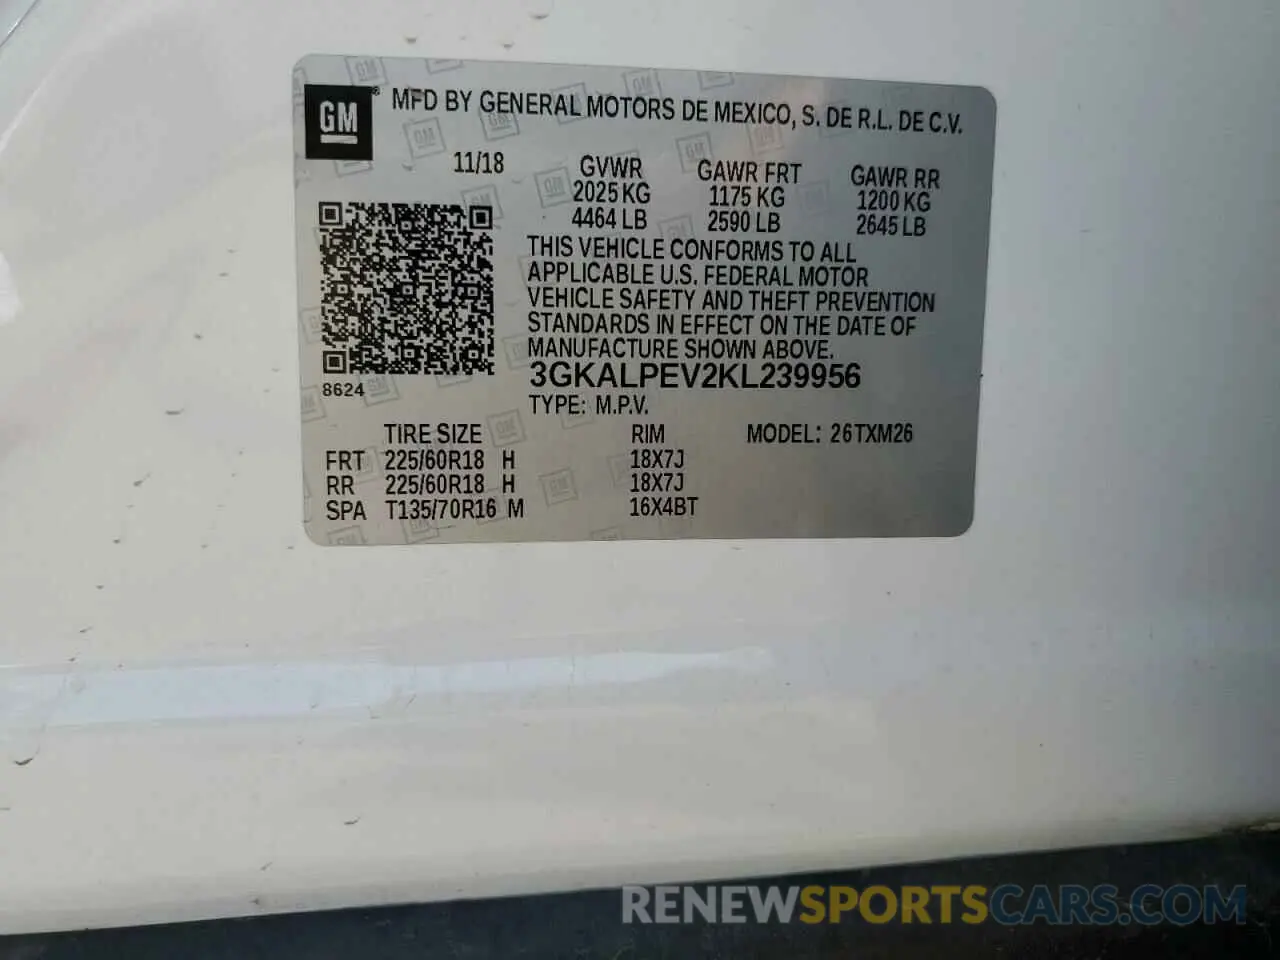 GM®
MFD BY GENERAL MOTORS DE MEXICO, S. DE R.L. DE C.V.
11/18 GVWR GAWR FRT GAWR RR
2025 KG 1175 KG 1200 KG
4464 LB 2590 LB 2645 LB
THIS VEHICLE CONFORMS TO ALL
APPLICABLE U.S. FEDERAL MOTOR
VEHICLE SAFETY AND THEFT PREVENTION
STANDARDS IN EFFECT ON THE DATE OF
MANUFACTURE SHOWN ABOVE.
3GKALPEV2KL239956
8624
TYPE: M.P.V.
TIRE SIZE RIM MODEL: 26TXM26
FRT 225/60R18 H 18X7J
RR 225/60R18 H 18X7J
SPA T135/70R16 M 16X4BT
RENEWSPORTSCARS.COM